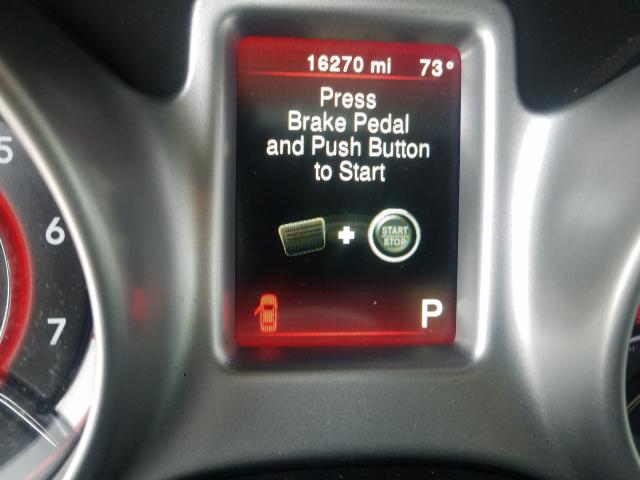 16270 mi 73°
Press
Brake Pedal
and Push Button
to Start
START
STOP
P
5
6
7